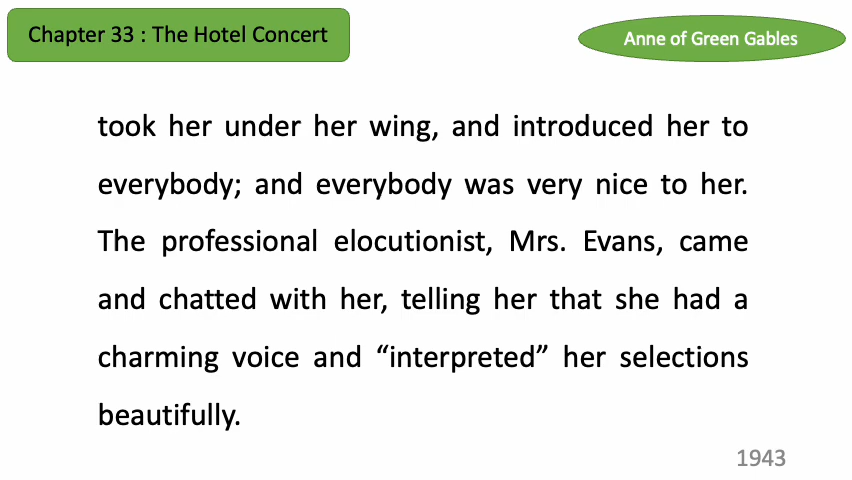 Chapter 33 : The Hotel Concert
Anne of Green Gables
took her under her wing, and introduced her to
everybody; and everybody was very nice to her.
The professional elocutionist, Mrs. Evans, came
and chatted with her, telling her that she had a
charming voice and “interpreted” her selections
beautifully.
1943